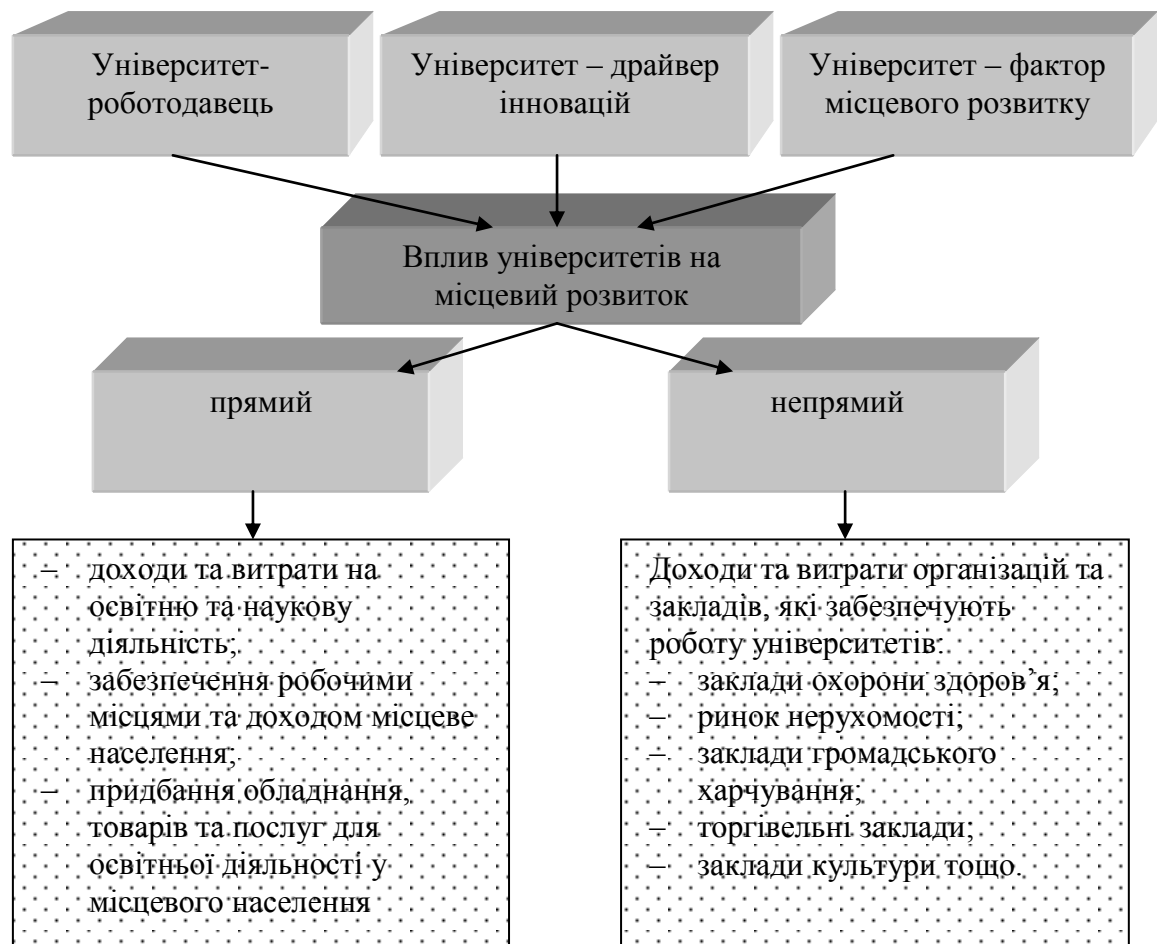 Університет-
роботодавець
Університет – драйвер
інновацій
Університет – фактор
місцевого розвитку
Вплив університетів на
місцевий розвиток
прямий
непрямий
– доходи та витрати на
освітню та наукову
діяльність;
– забезпечення робочими
місцями та доходом місцеве
населення;
– придбання обладнання,
товарів та послуг для
освітньої діяльності у
місцевого населення
Доходи та витрати організацій та
закладів, які забезпечують
роботу університетів:
– заклади охорони здоров’я;
– ринок нерухомості;
– заклади громадського
харчування;
– торгівельні заклади;
– заклади культури тощо.